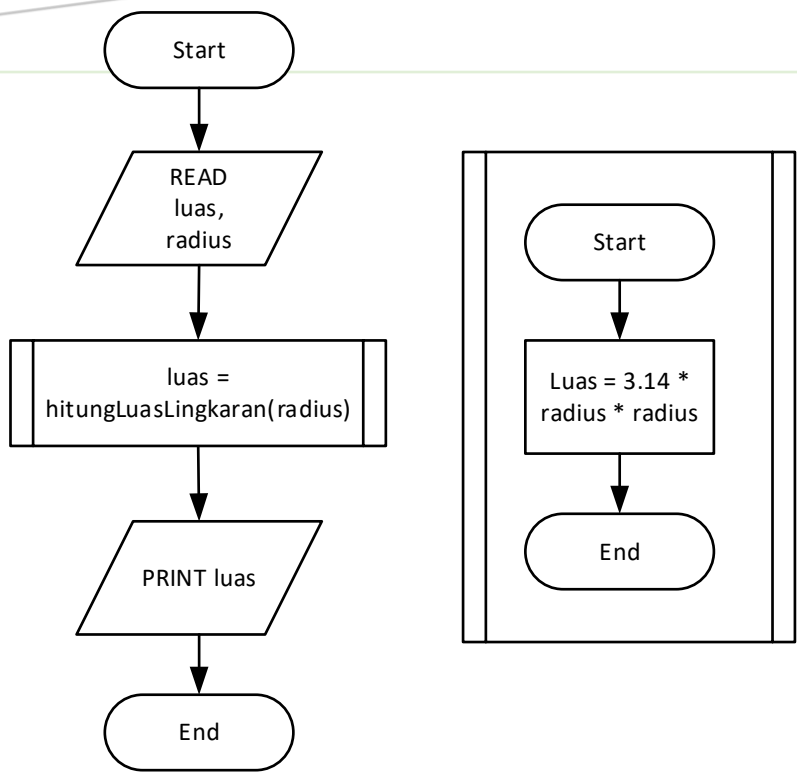 Start
READ
luas,
radius
luas =
hitungLuasLingkaran(radius)
PRINT luas
End
Start
Luas = 3.14 *
radius * radius
End